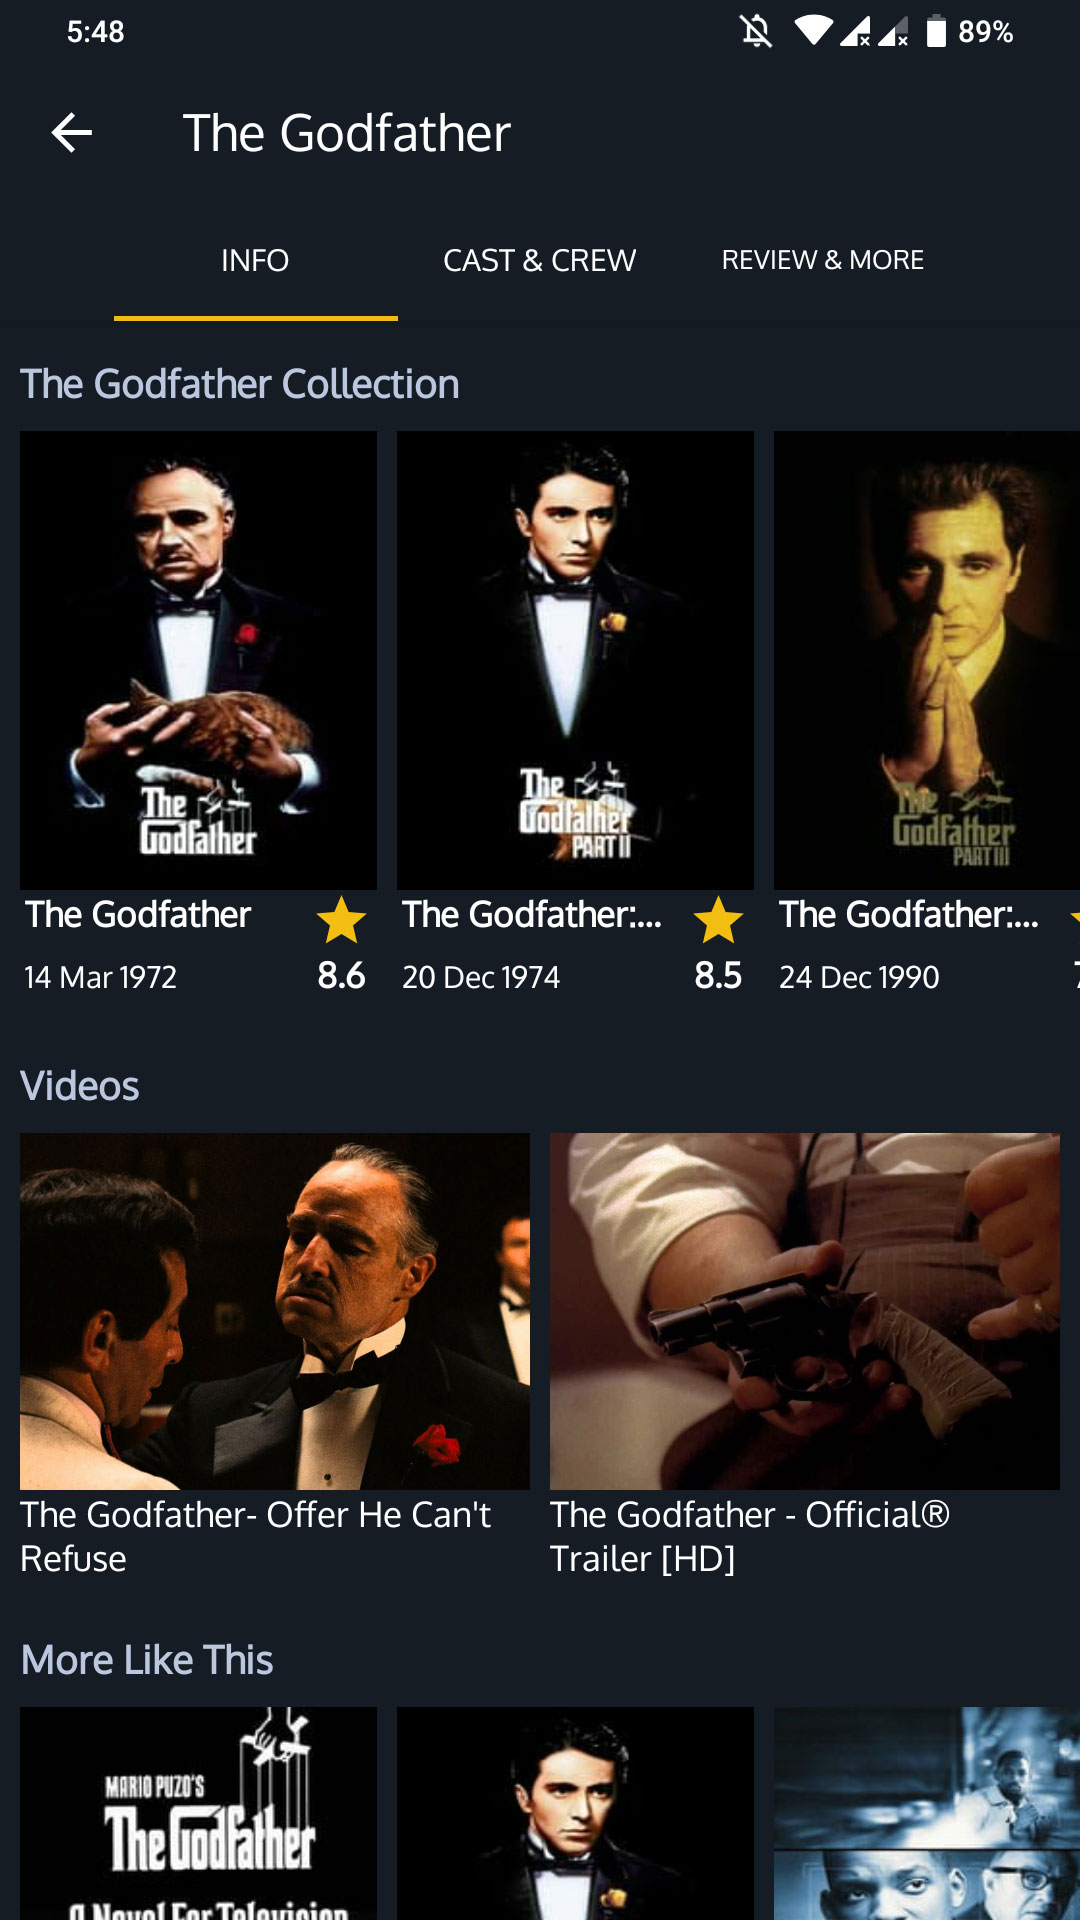 5:48
89%
The Godfather
INFO
CAST & CREW
REVIEW & MORE
The Godfather Collection
The
Godfather
The
Godfather
PART II
The
Godfather
PART III
The Godfather
14 Mar 1972
8.6
The Godfather:...
20 Dec 1974
8.5
The Godfather:...
24 Dec 1990
Videos
The Godfather- Offer He Can't
Refuse
The Godfather - Official®
Trailer [HD]
More Like This
MARIO PUZO'S
The Godfather
A Novel For Television